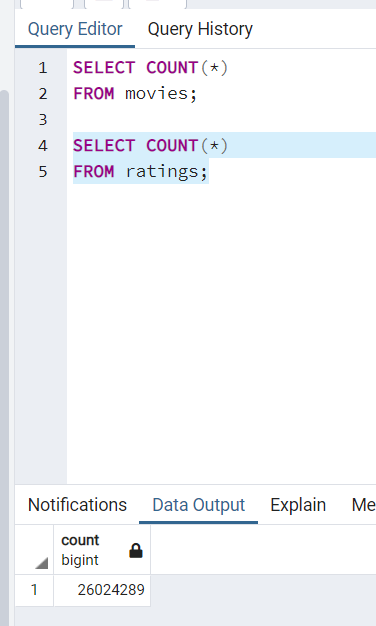 Query Editor Query History
1 SELECT COUNT(*)
2 FROM movies;
3
4 SELECT COUNT(*)
5 FROM ratings;
Notifications Data Output Explain Me
count
bigint
1 26024289